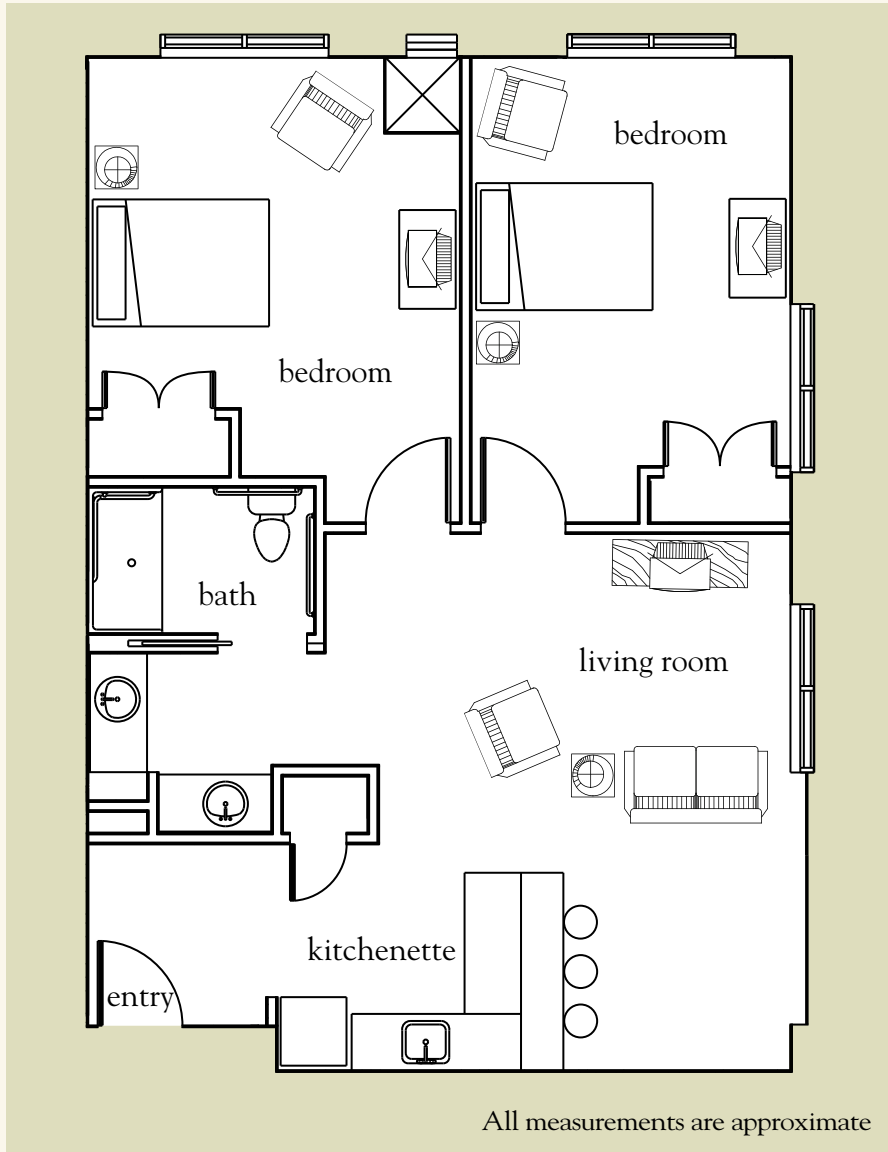 bedroom
bedroom
bath
living room
kitchenette
entry
All measurements are approximate